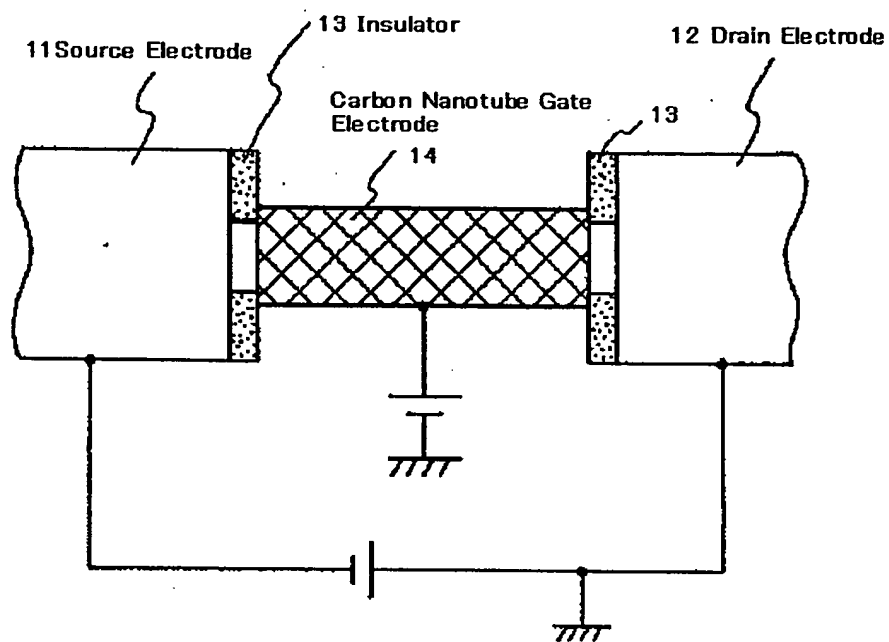 13 Insulator
11Source Electrode
12 Drain Electrode
Carbon Nanotube Gate
Electrode
14
13